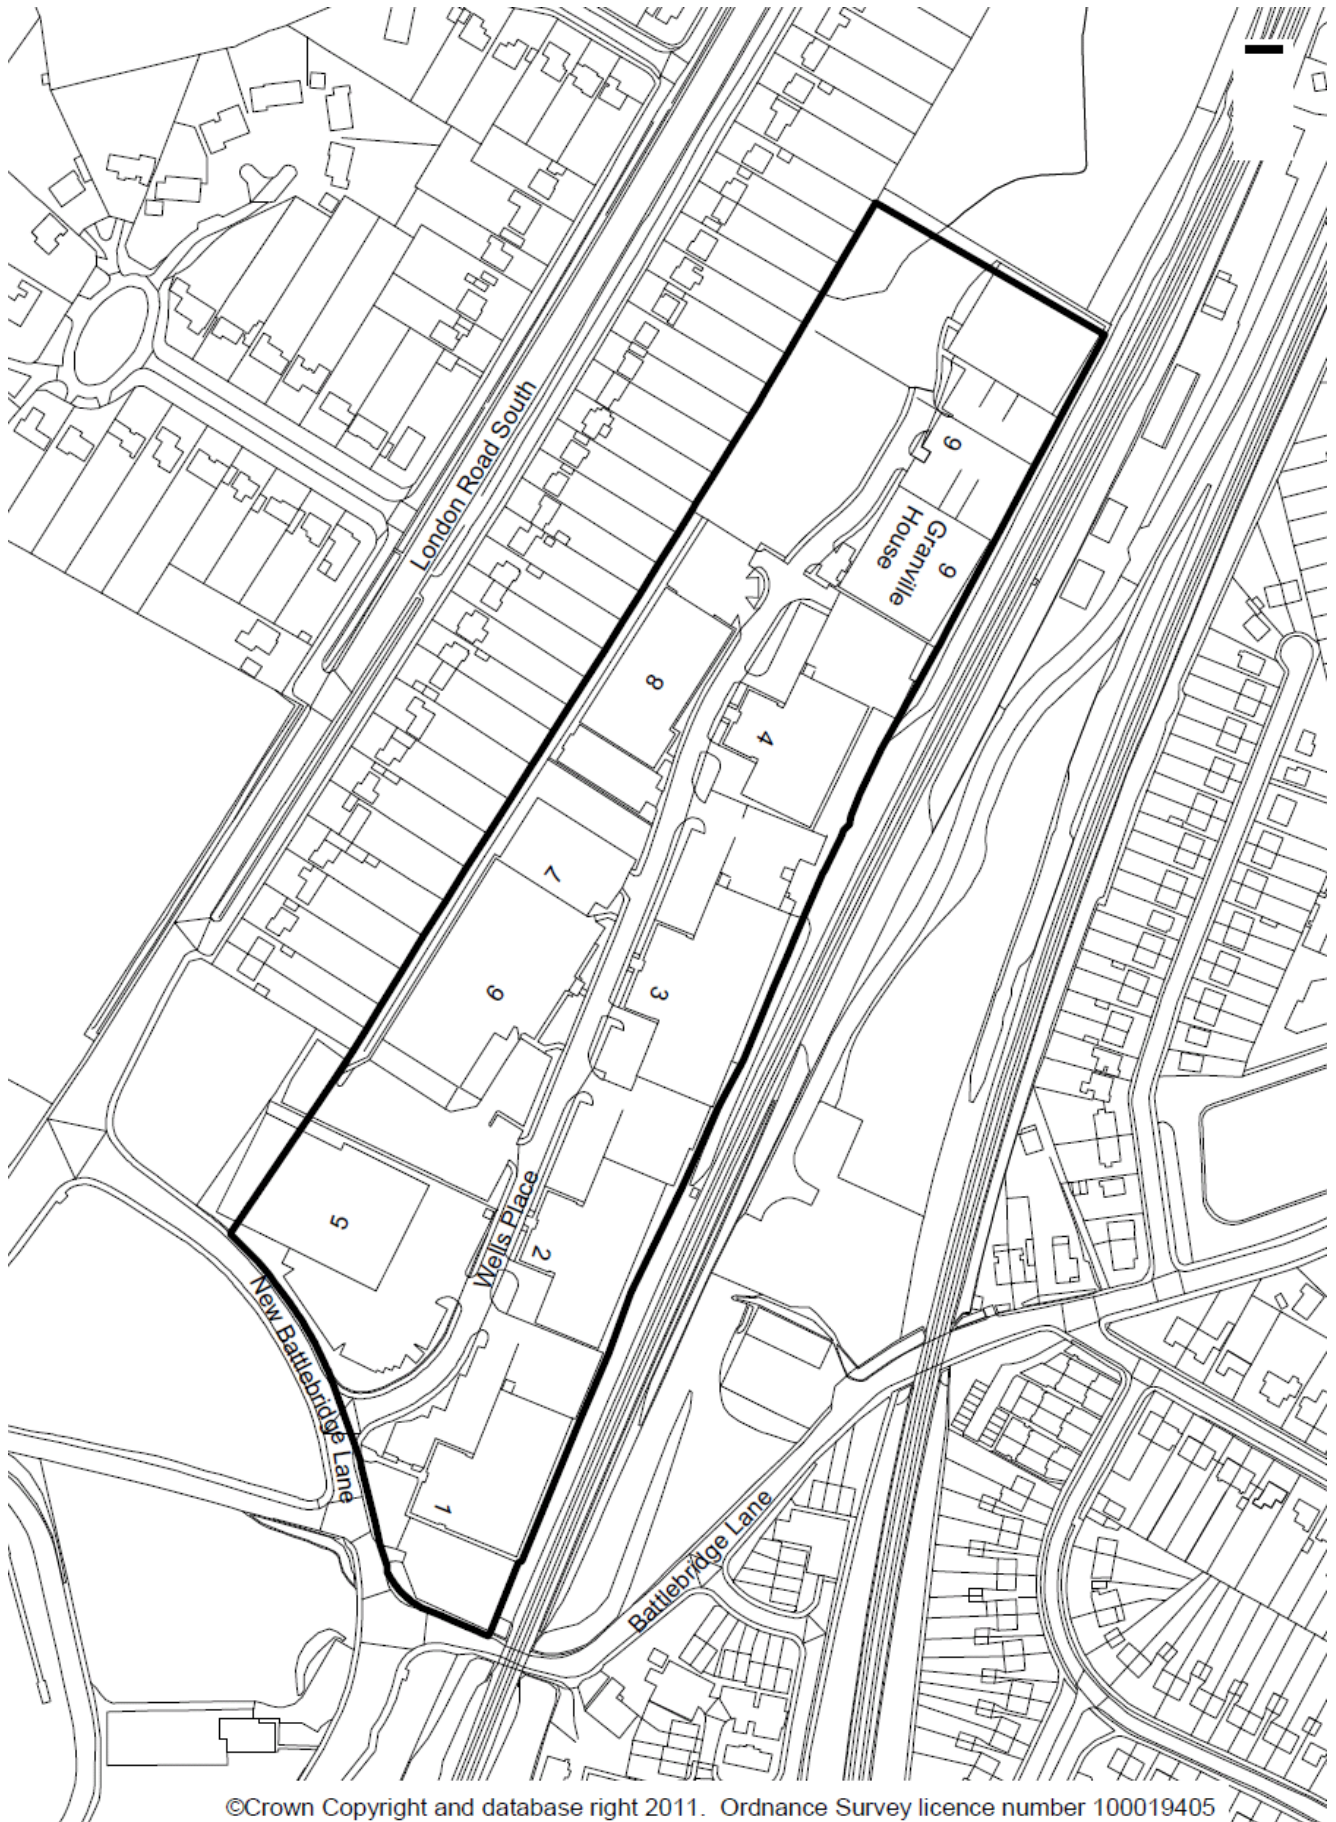 London Road South
9
Granville
House
9
8
4
7
3
6
5
Wells Place
2
New Battlebridge Lane
1
Battlebridge Lane
©Crown Copyright and database right 2011. Ordnance Survey licence number 100019405